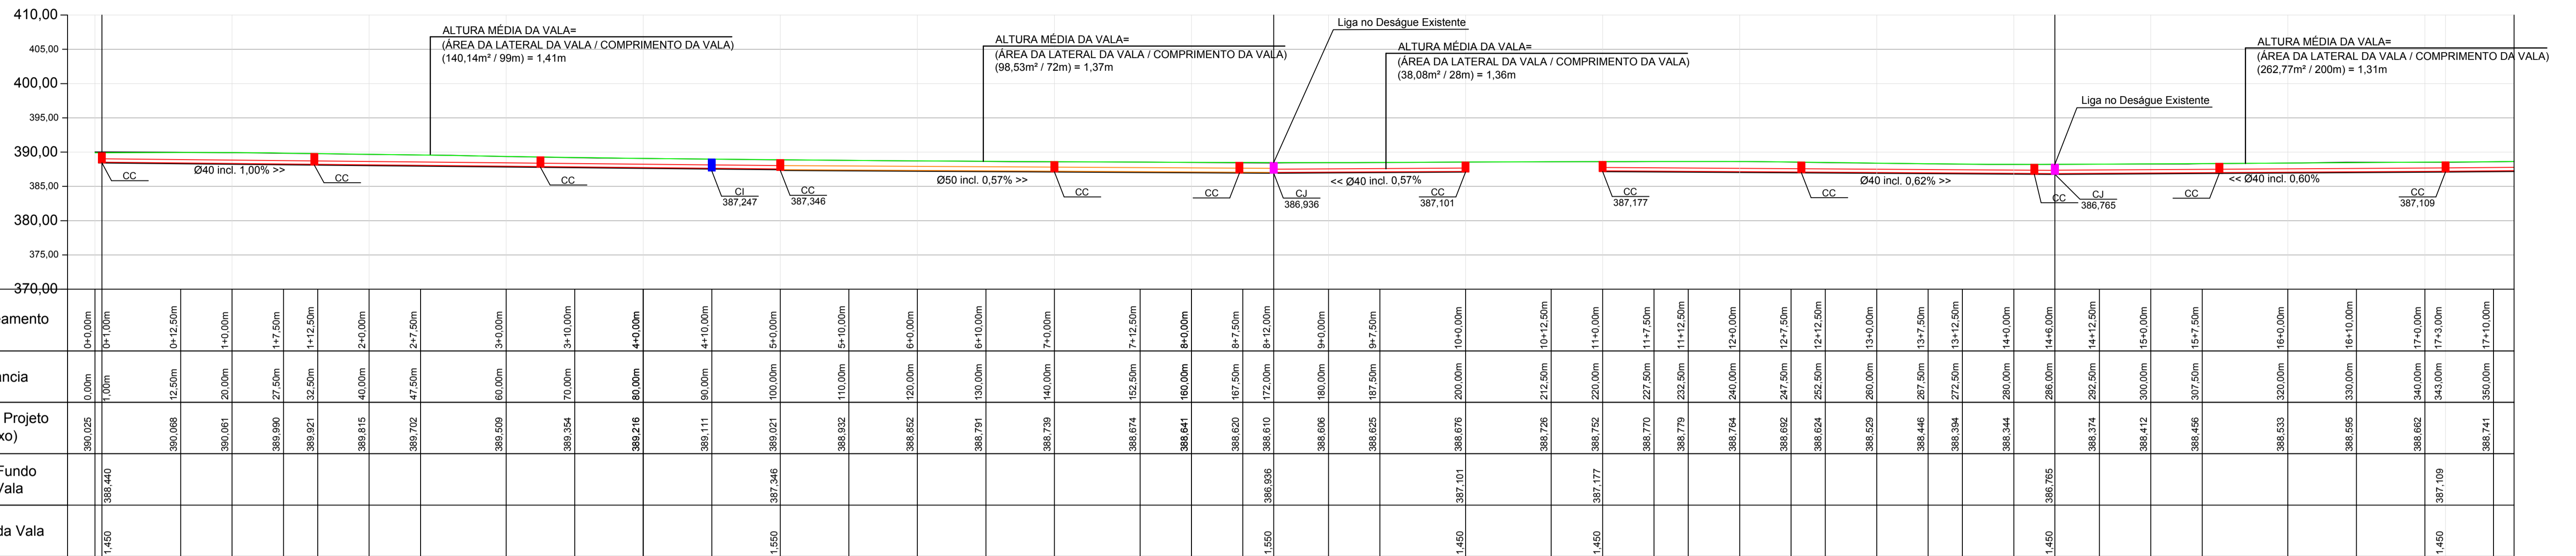 410,00
405,00
400,00
395,00
390,00
385,00
380,00
375,00
370,00
ALTURA MÉDIA DA VALA=
(ÁREA DA LATERAL DA VALA / COMPRIMENTO DA VALA)
(140,14m² / 99m) = 1,41m
ALTURA MÉDIA DA VALA=
(ÁREA DA LATERAL DA VALA / COMPRIMENTO DA VALA)
(98,53m² / 72m) = 1,37m
Liga no Deságue Existente
ALTURA MÉDIA DA VALA=
(ÁREA DA LATERAL DA VALA / COMPRIMENTO DA VALA)
(38,08m² / 28m) = 1,36m
Liga no Deságue Existente
ALTURA MÉDIA DA VALA=
(ÁREA DA LATERAL DA VALA / COMPRIMENTO DA VALA)
(262,77m² / 200m) = 1,31m
CC
Ø40 incl. 1,00% >>
CC
CC
CI
387,247
CC
387,346
Ø50 incl. 0,57% >>
CC
CC
CJ
386,936
<< Ø40 incl. 0,57%
CC
387,101
CC
387,177
CC
Ø40 incl. 0,62% >>
CC
CJ
386,765
CC
<< Ø40 incl. 0,60%
CC
387,109
amento
0+0,00m 0+1,00m 0+12,50m 1+0,00m 1+7,50m 1+12,50m 2+0,00m 2+7,50m 3+0,00m 3+10,00m 4+0,00m 4+10,00m 5+0,00m 5+10,00m 6+0,00m 6+10,00m 7+0,00m 7+12,50m 8+0,00m 8+7,50m 8+12,00m 9+0,00m 9+7,50m 10+0,00m 10+12,50m 11+0,00m 11+7,50m 11+12,50m 12+0,00m 12+7,50m 12+12,50m 13+0,00m 13+7,50m 13+12,50m 14+0,00m 14+6,00m 14+12,50m 15+0,00m 15+7,50m 16+0,00m 16+10,00m 17+0,00m 17+3,00m 17+10,00m
ncia
0,00m 1,00m 12,50m 20,00m 27,50m 32,50m 40,00m 47,50m 60,00m 70,00m 80,00m 90,00m 100,00m 110,00m 120,00m 130,00m 140,00m 152,50m 160,00m 167,50m 172,00m 180,00m 187,50m 200,00m 212,50m 220,00m 227,50m 232,50m 240,00m 247,50m 252,50m 260,00m 267,50m 272,50m 280,00m 286,00m 292,50m 300,00m 307,50m 320,00m 330,00m 340,00m 343,00m 350,00m
Projeto
xo)
390,025 390,068 390,061 389,990 389,921 389,815 389,702 389,509 389,354 389,216 389,111 389,021 388,932 388,852 388,791 388,739 388,674 388,641 388,620 388,610 388,606 388,625 388,676 388,726 388,752 388,770 388,779 388,764 388,692 388,624 388,529 388,446 388,394 388,344 388,374 388,412 388,456 388,533 388,595 388,662 388,741
Fundo
Vala
388,440 387,346 386,936 387,101 387,177 386,765 387,109
da Vala
1,450 1,550 1,550 1,450 1,450 1,450 1,450